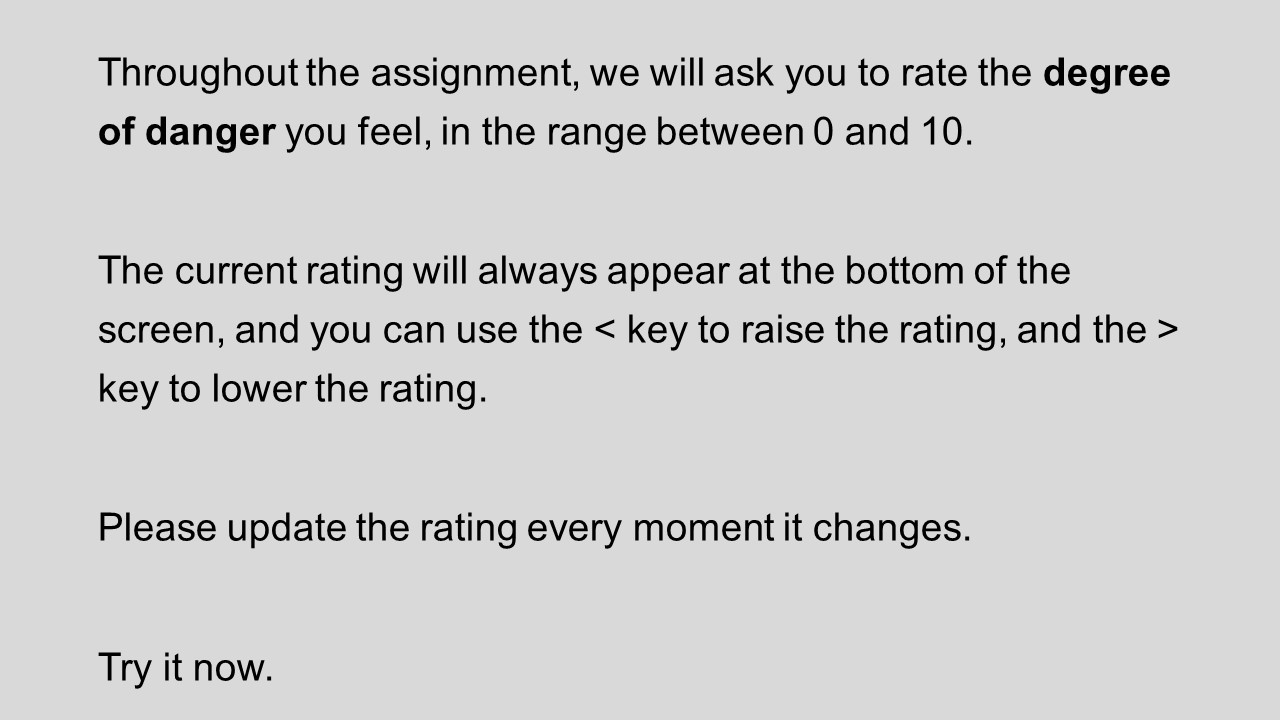 Throughout the assignment, we will ask you to rate the degree
of danger you feel, in the range between 0 and 10.
The current rating will always appear at the bottom of the
screen, and you can use the < key to raise the rating, and the >
key to lower the rating.
Please update the rating every moment it changes.
Try it now.